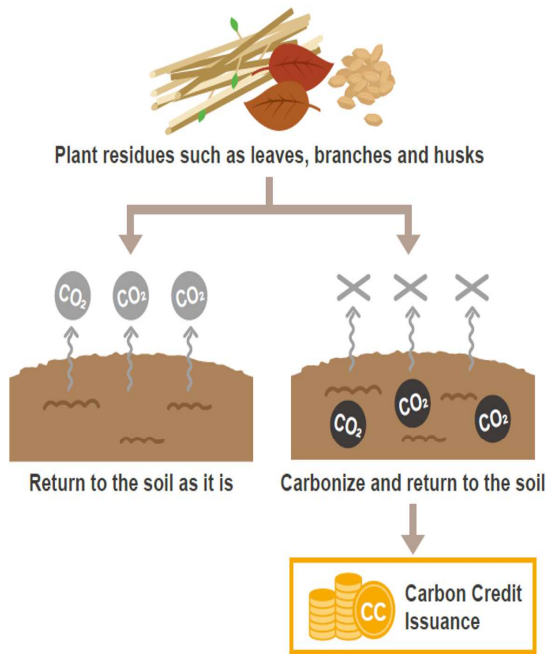 Plant residues such as leaves, branches and husks
CO₂ CO₂ CO₂
CO₂ CO₂ CO₂
Return to the soil as it is
Carbonize and return to the soil
CC
Carbon Credit
Issuance